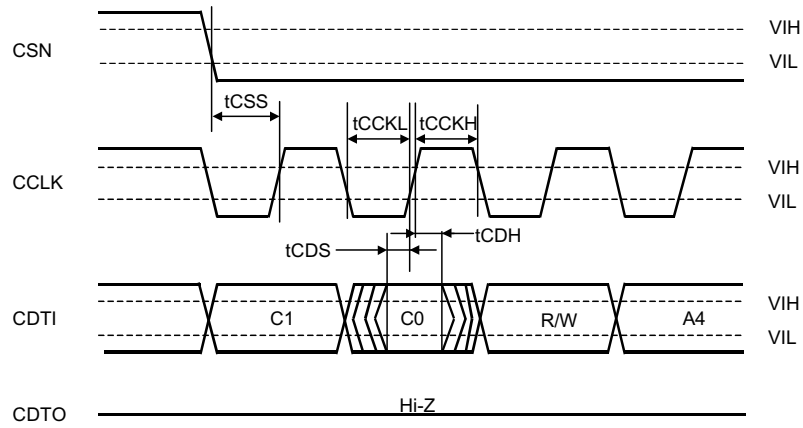 CSN
VIH
VIL
tCSS
tCCKL tCCKH
CCLK
VIH
VIL
tCDS
tCDH
CDTI
C1
C0
R/W
A4
VIH
VIL
CDTO
Hi-Z